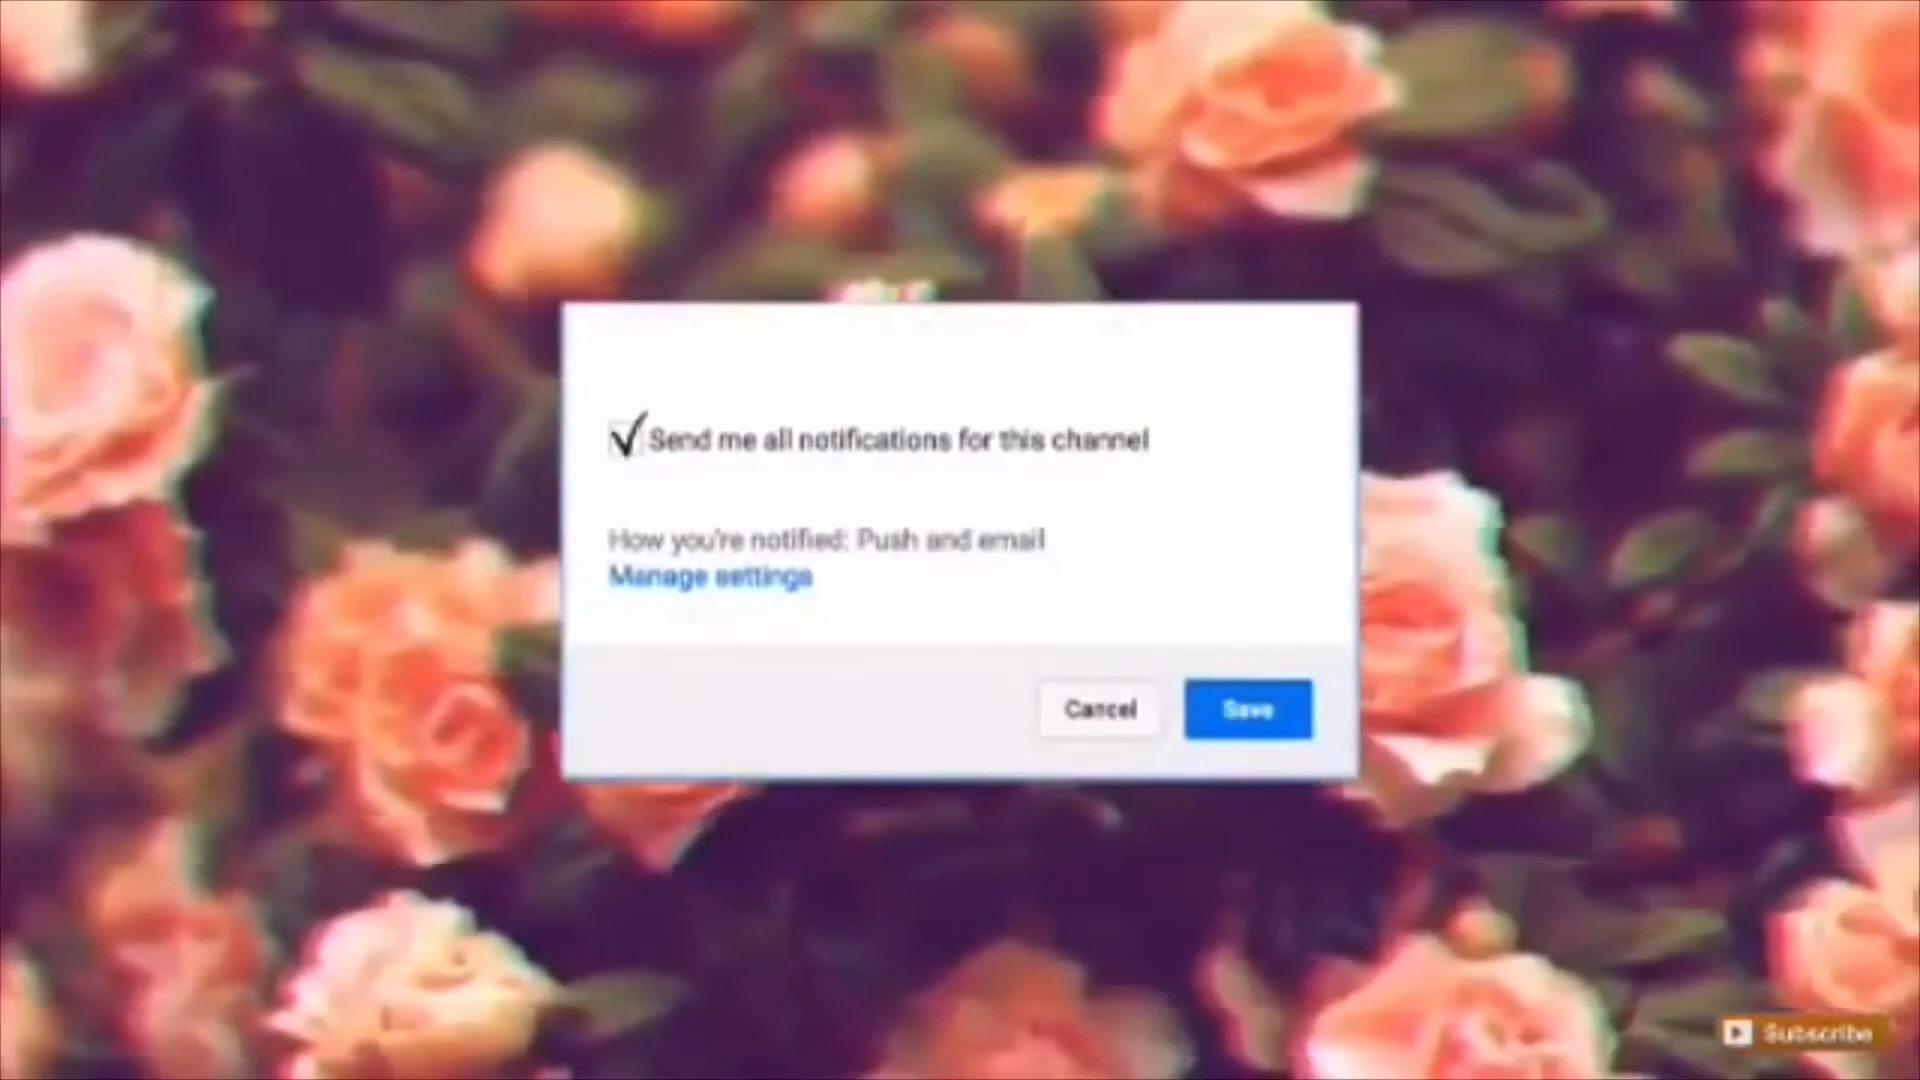 Send me all notifications for this channel
How you're notified: Push and email
Manage settings
Cancel
Save
Subscribe